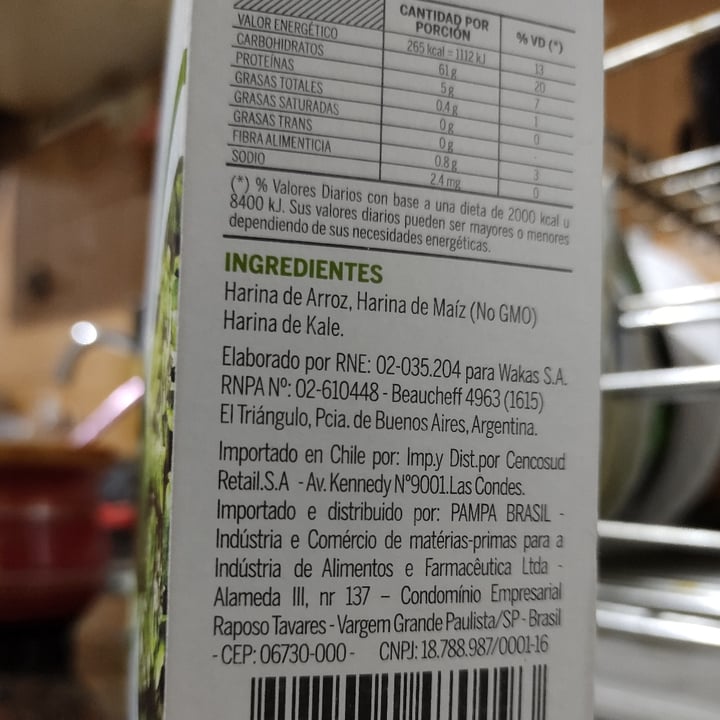 CANTIDAD POR
PORCIÓN % VD (*)
VALOR ENERGÉTICO 265 kcal = 1112 kJ 13
CARBOHIDRATOS 61 g 20
PROTEÍNAS 5 g 7
GRASAS TOTALES 0.4 g 1
GRASAS SATURADAS 0 g 0
GRASAS TRANS 0 g -
FIBRA ALIMENTICIA 0.8 g 3
SODIO 2.4 mg 0
(*) % Valores Diarios con base a una dieta de 2000 kcal u
8400 kJ. Sus valores diarios pueden ser mayores o menores
dependiendo de sus necesidades energéticas.
INGREDIENTES
Harina de Arroz, Harina de Maíz (No GMO)
Harina de Kale.
Elaborado por RNE: 02-035.204 para Wakas S.A.
RNPA Nº: 02-610448 - Beaucheff 4963 (1615)
El Triángulo, Pcia. de Buenos Aires, Argentina.
Importado en Chile por: Imp.y Dist.por Cencosud
Retail.S.A - Av. Kennedy N°9001.Las Condes.
Importado e distribuido por: PAMPA BRASIL -
Indústria e Comércio de matérias-primas para a
Indústria de Alimentos e Farmacêutica Ltda -
Alameda III, nr 137 – Condomínio Empresarial
Raposo Tavares - Vargem Grande Paulista/SP - Brasil
- CEP: 06730-000 - CNPJ: 18.788.987/0001-16